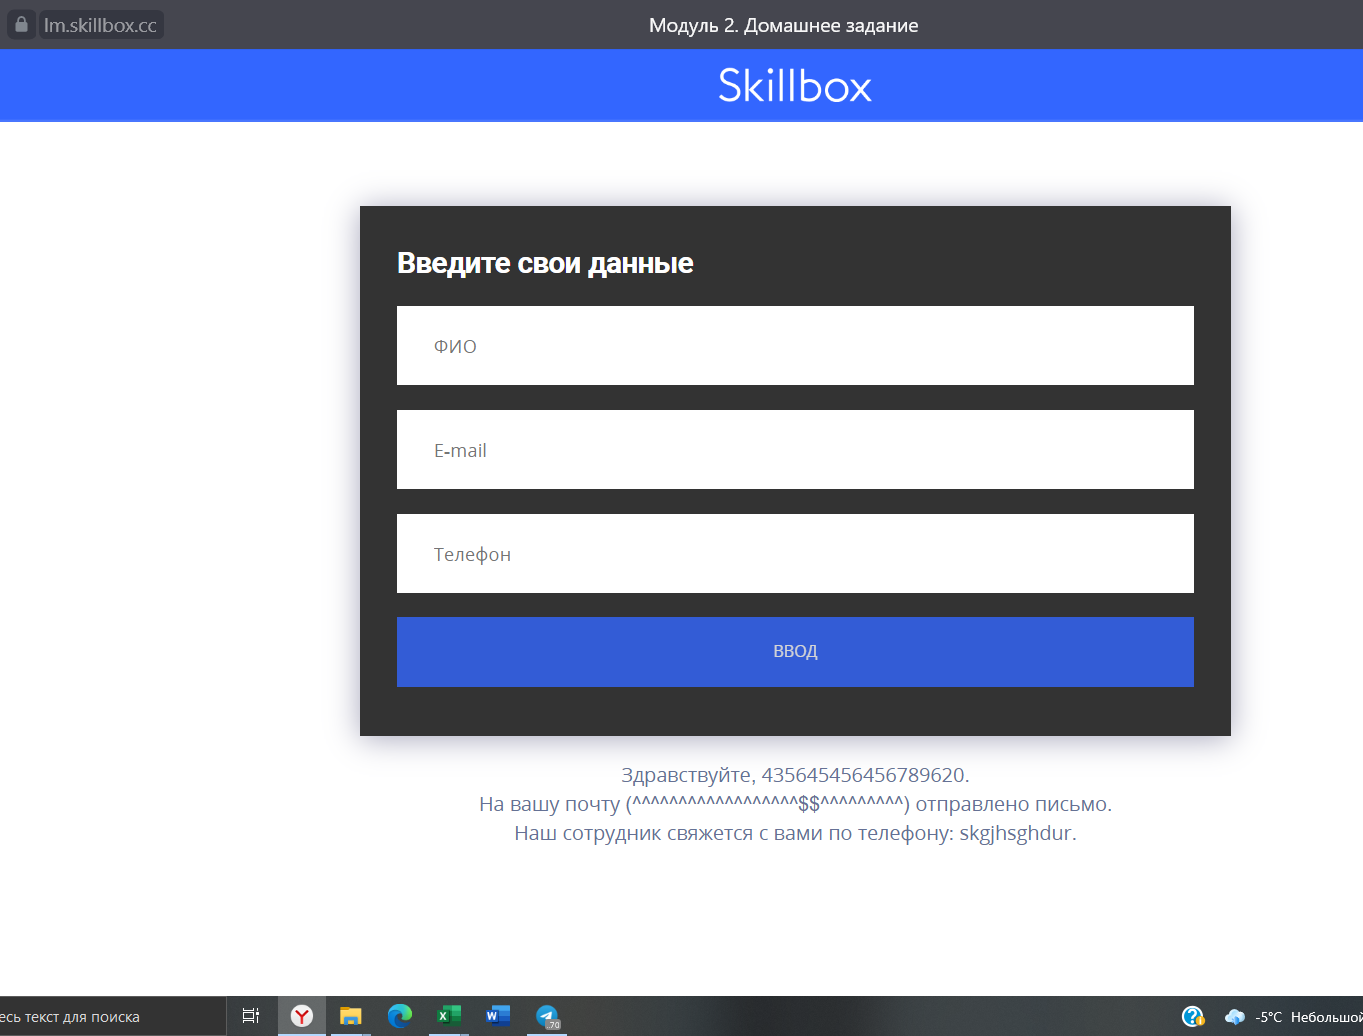 lm.skillbox.cc
Модуль 2. Домашнее задание
Skillbox
Введите свои данные
ФИО
E-mail
Телефон
ВВОД
Здравствуйте, 435645456456789620.
На вашу почту (^^^^^^^^^^^^^^^^^^$$^^^^^^^^^) отправлено письмо.
Наш сотрудник свяжется с вами по телефону: skgjhsghdur.
есь текст для поиска
.70
-5°C Небольшой